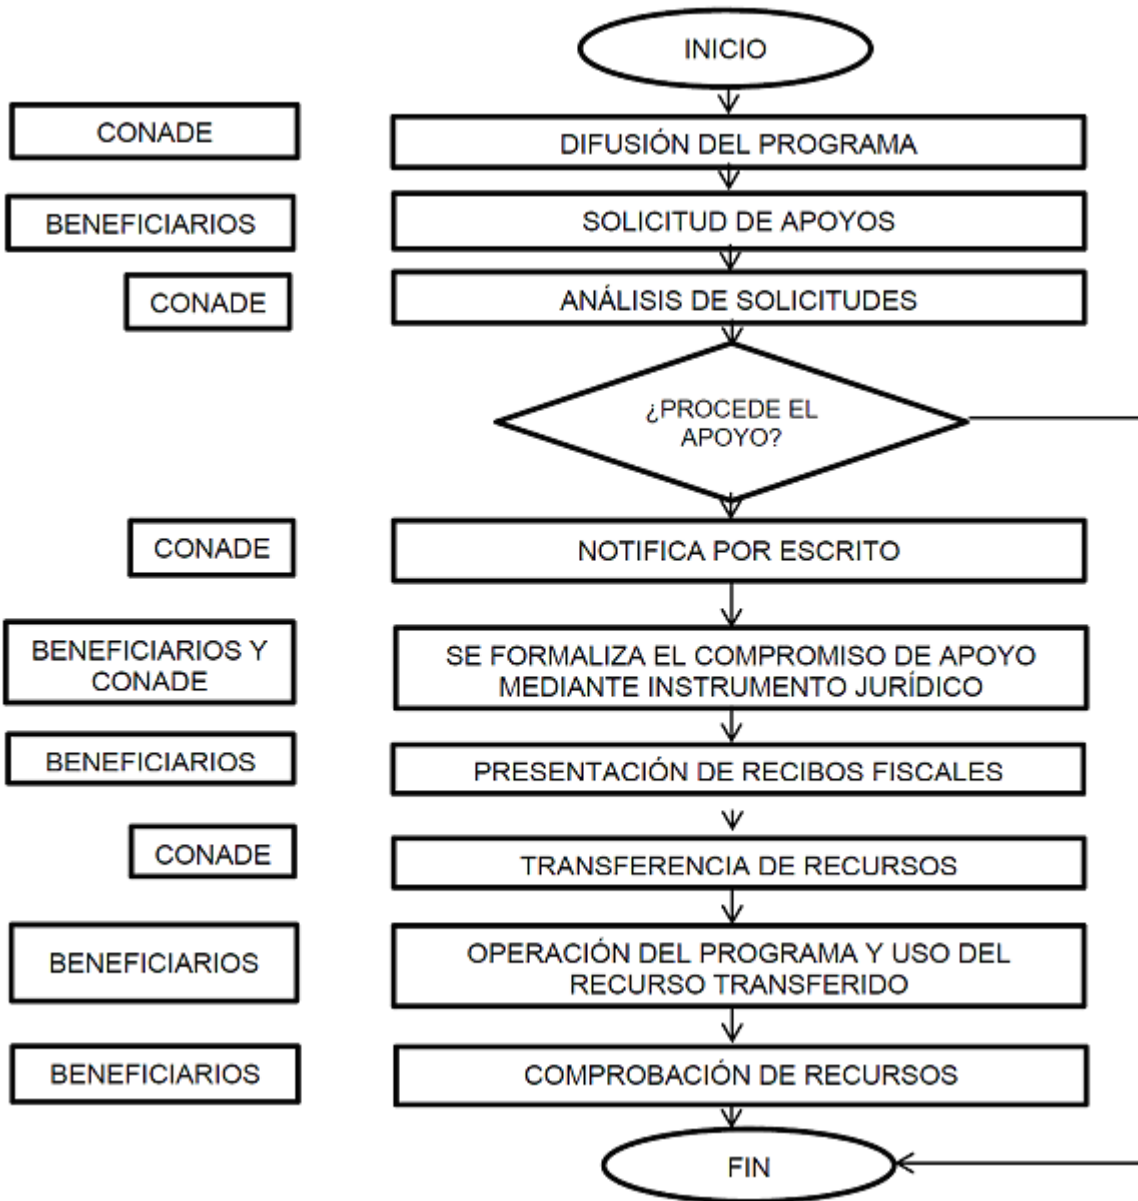 INICIO
CONADE
DIFUSIÓN DEL PROGRAMA
BENEFICIARIOS
SOLICITUD DE APOYOS
CONADE
ANÁLISIS DE SOLICITUDES
¿PROCEDE EL
APOYO?
CONADE
NOTIFICA POR ESCRITO
BENEFICIARIOS Y
CONADE
SE FORMALIZA EL COMPROMISO DE APOYO
MEDIANTE INSTRUMENTO JURÍDICO
BENEFICIARIOS
PRESENTACIÓN DE RECIBOS FISCALES
CONADE
TRANSFERENCIA DE RECURSOS
BENEFICIARIOS
OPERACIÓN DEL PROGRAMA Y USO DEL
RECURSO TRANSFERIDO
BENEFICIARIOS
COMPROBACIÓN DE RECURSOS
FIN